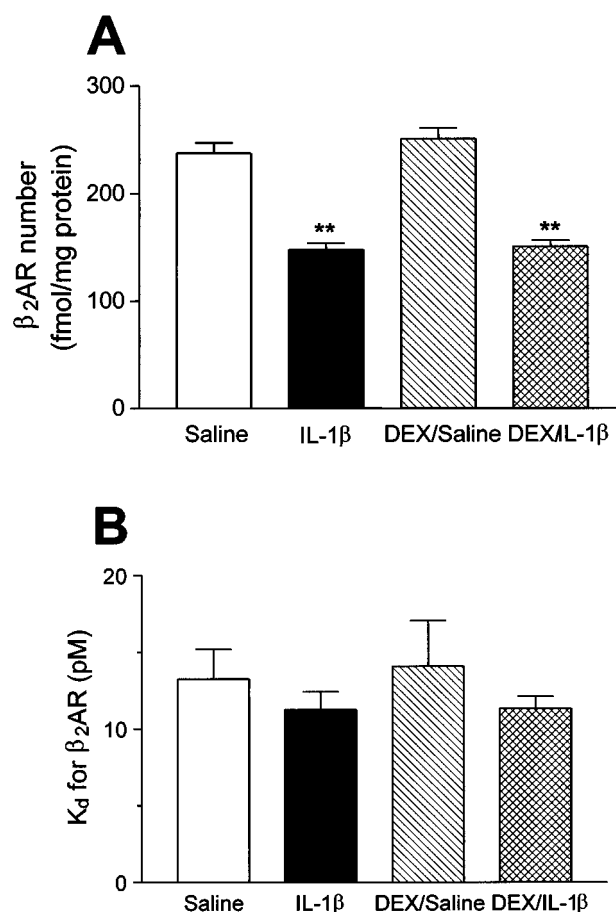 A
300
200
100
0
β₂AR number
(fmol/mg protein)
**
**
Saline IL-1β DEX/Saline DEX/IL-1β
B
20
10
0
K_d for β₂AR (pM)
Saline IL-1β DEX/Saline DEX/IL-1β